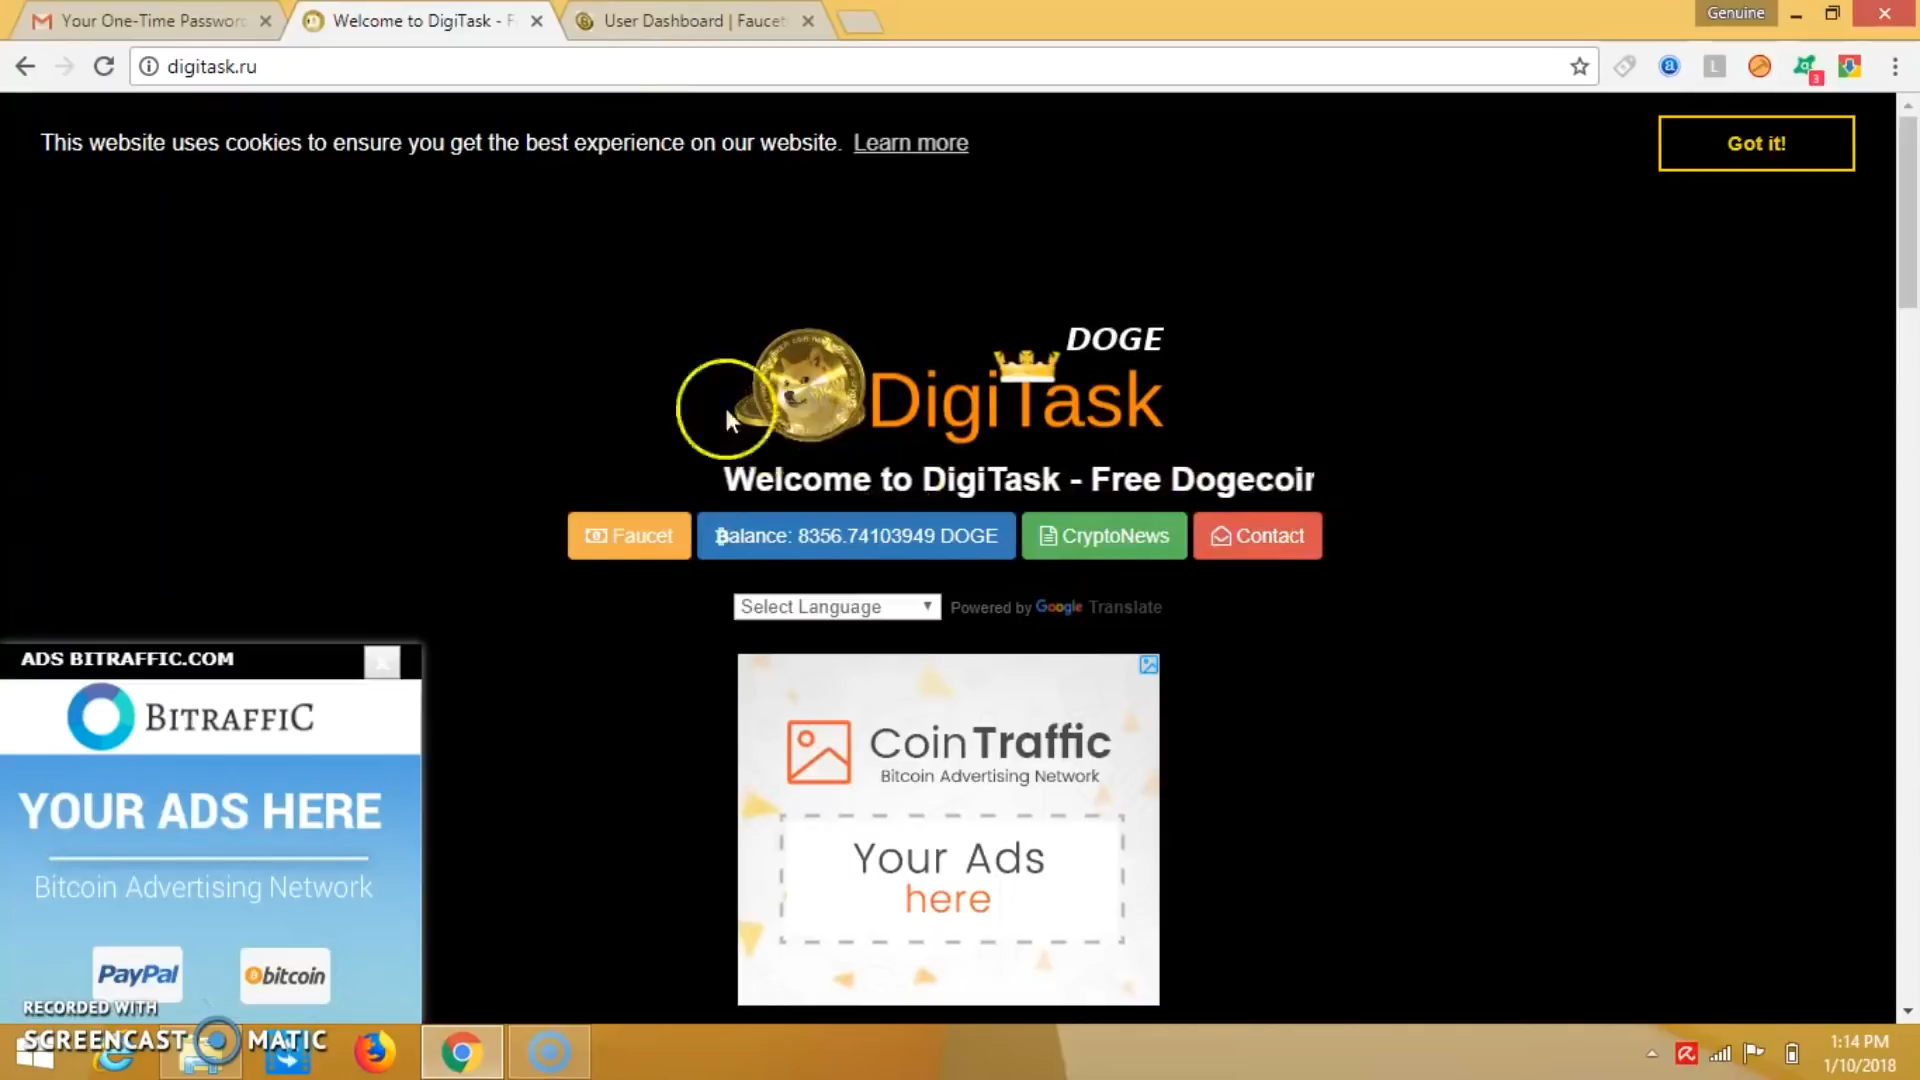 Your One-Time Passwor
Welcome to DigiTask - F
User Dashboard | Faucet
Genuine
digitask.ru
L
a
3
This website uses cookies to ensure you get the best experience on our website. Learn more
Got it!
DOGE
DigiTask
Welcome to DigiTask - Free Dogecoin
Faucet
Balance: 8356.74103949 DOGE
CryptoNews
Contact
Select Language
Powered by Google Translate
ADS BITRAFFIC.COM
x
BITRAFFIC
YOUR ADS HERE
Bitcoin Advertising Network
PayPal
bitcoin
CoinTraffic
Bitcoin Advertising Network
Your Ads
here
RECORDED WITH
SCREENCAST MATIC
1:14 PM
1/10/2018